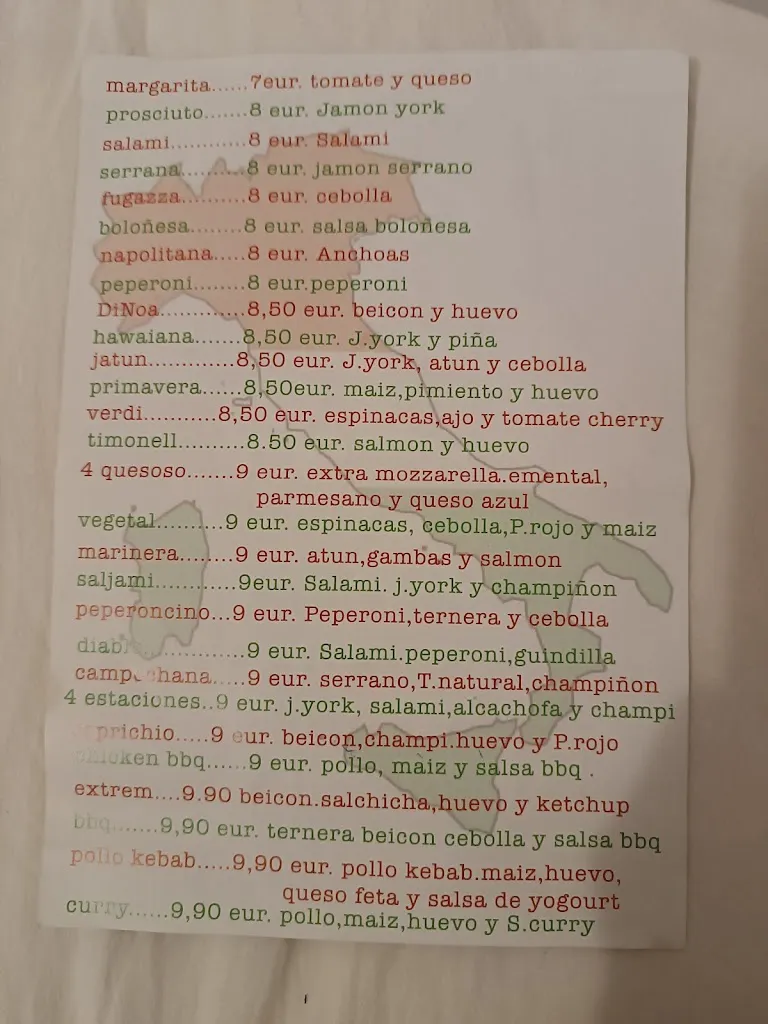 margarita......7eur. tomate y queso
prosciuto.......8 eur. Jamon york
salami............8 eur. Salami
serrana..........8 eur. jamon serrano
fugazza..........8 eur. cebolla
boloñesa........8 eur. salsa boloñesa
napolitana.....8 eur. Anchoas
peperoni........8 eur.peperoni
DiNoa.............8,50 eur. beicon y huevo
hawaiana.......8,50 eur. J.york y piña
jatun.............8,50 eur. J.york, atun y cebolla
primavera......8,50eur. maiz,pimiento y huevo
verdi...........8,50 eur. espinacas,ajo y tomate cherry
timonell..........8.50 eur. salmon y huevo
4 quesoso.......9 eur. extra mozzarella.emental,
parmesano y queso azul
vegetal..........9 eur. espinacas, cebolla,P.rojo y maiz
marinera........9 eur. atun,gambas y salmon
saljami............9eur. Salami. j.york y champiñon
peperoncino...9 eur. Peperoni,ternera y cebolla
9 eur. Salami.peperoni,guindilla
9 eur. serrano,T.natural,champiñon
4 estaciones..9 eur. j.york, salami,alcachofa y champi
9 eur. beicon,champi.huevo y P.rojo
chicken bbq......9 eur. pollo, maiz y salsa bbq .
extrem....9.90 beicon.salchicha,huevo y ketchup
bbq........9,90 eur. ternera beicon cebolla y salsa bbq
pollo kebab.....9,90 eur. pollo kebab.maiz,huevo,
queso feta y salsa de yogourt
curry......9,90 eur. pollo,maiz,huevo y S.curry